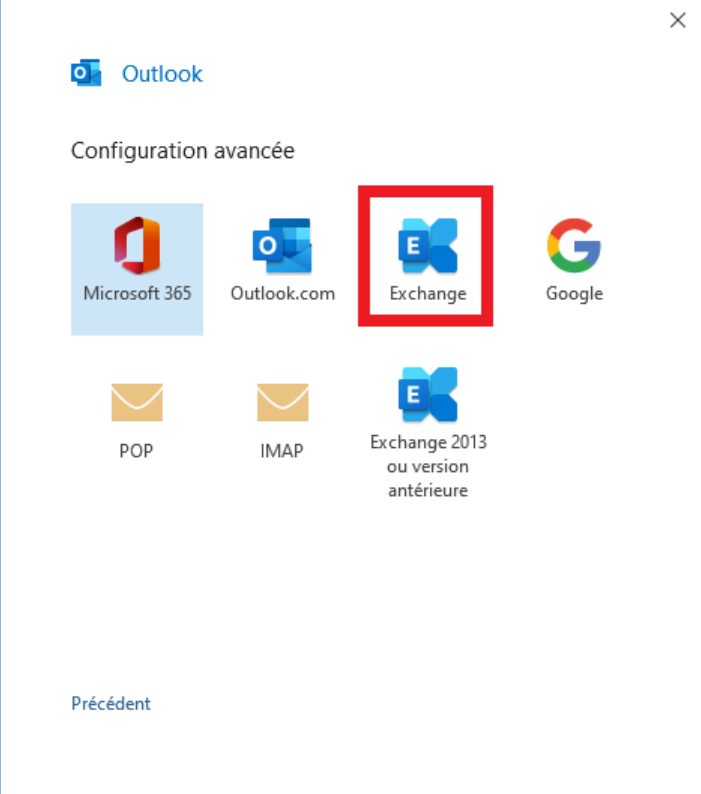 Outlook
Configuration avancée
Microsoft 365
Outlook.com
Exchange
Google
POP
IMAP
Exchange 2013
ou version
antérieure
Précédent